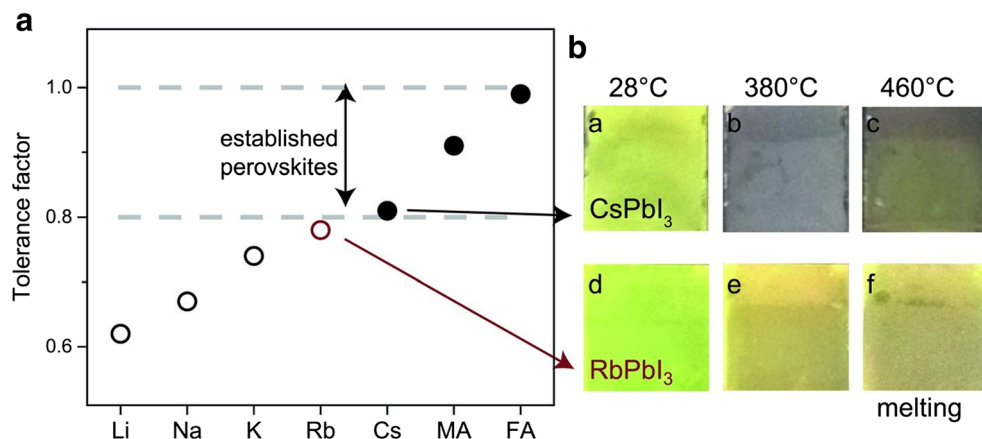 a
Tolerance factor
1.0
0.8
0.6
established
perovskites
Li Na K Rb Cs MA FA
b
28°C 380°C 460°C
a b c
CsPbI₃
d e f
RbPbI₃
melting